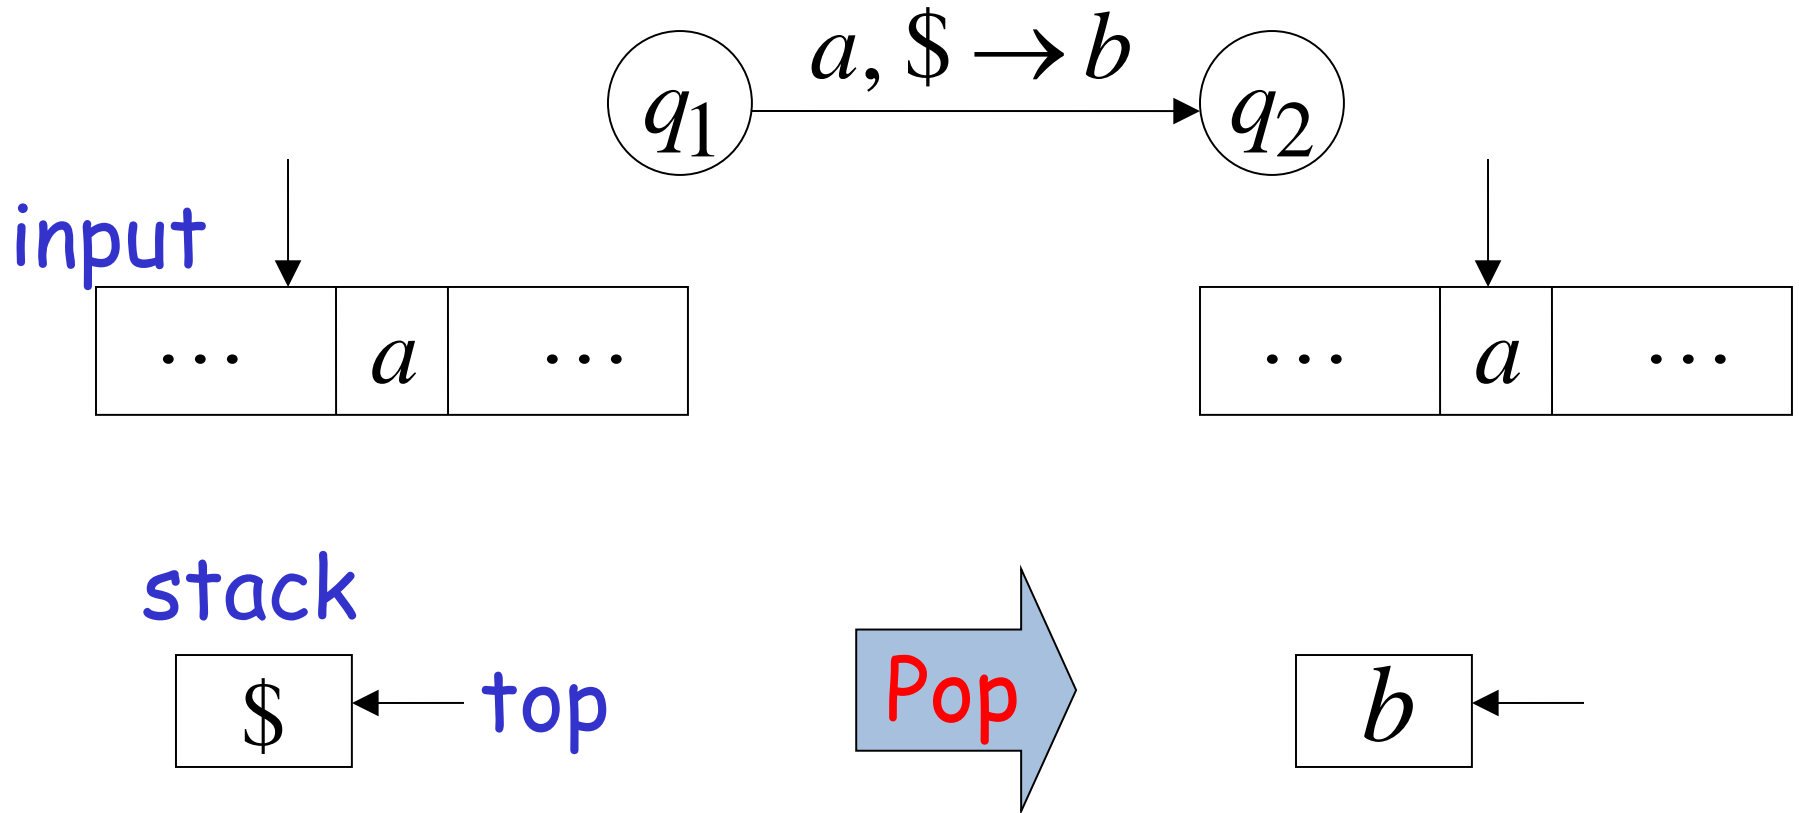 a, $ → b
q1 q2
input
... a ... ... a ...
stack
$ top Pop b